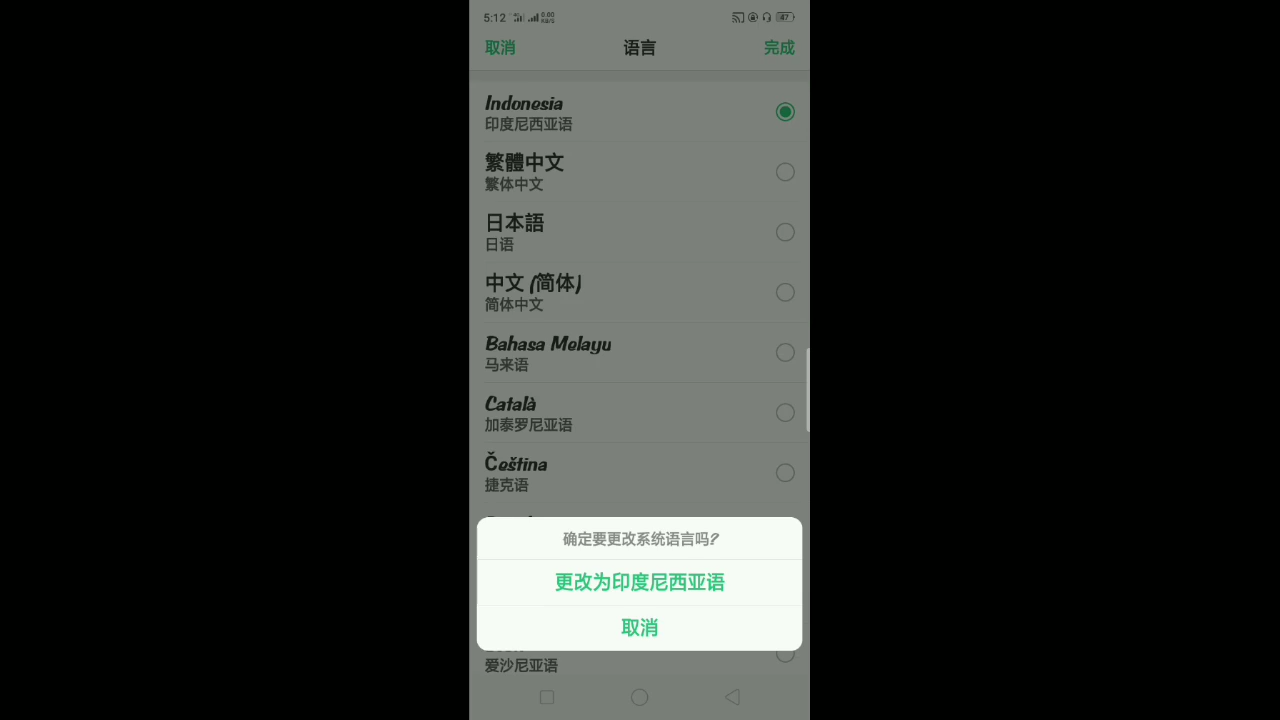 5:12
0.60
KB/s
47
取消
语言
完成
Indonesia
印度尼西亚语
繁體中文
繁体中文
日本語
日语
中文 (简体)
简体中文
Bahasa Melayu
马来语
Català
加泰罗尼亚语
Čeština
捷克语
确定要更改系统语言吗?
更改为印度尼西亚语
取消
爱沙尼亚语